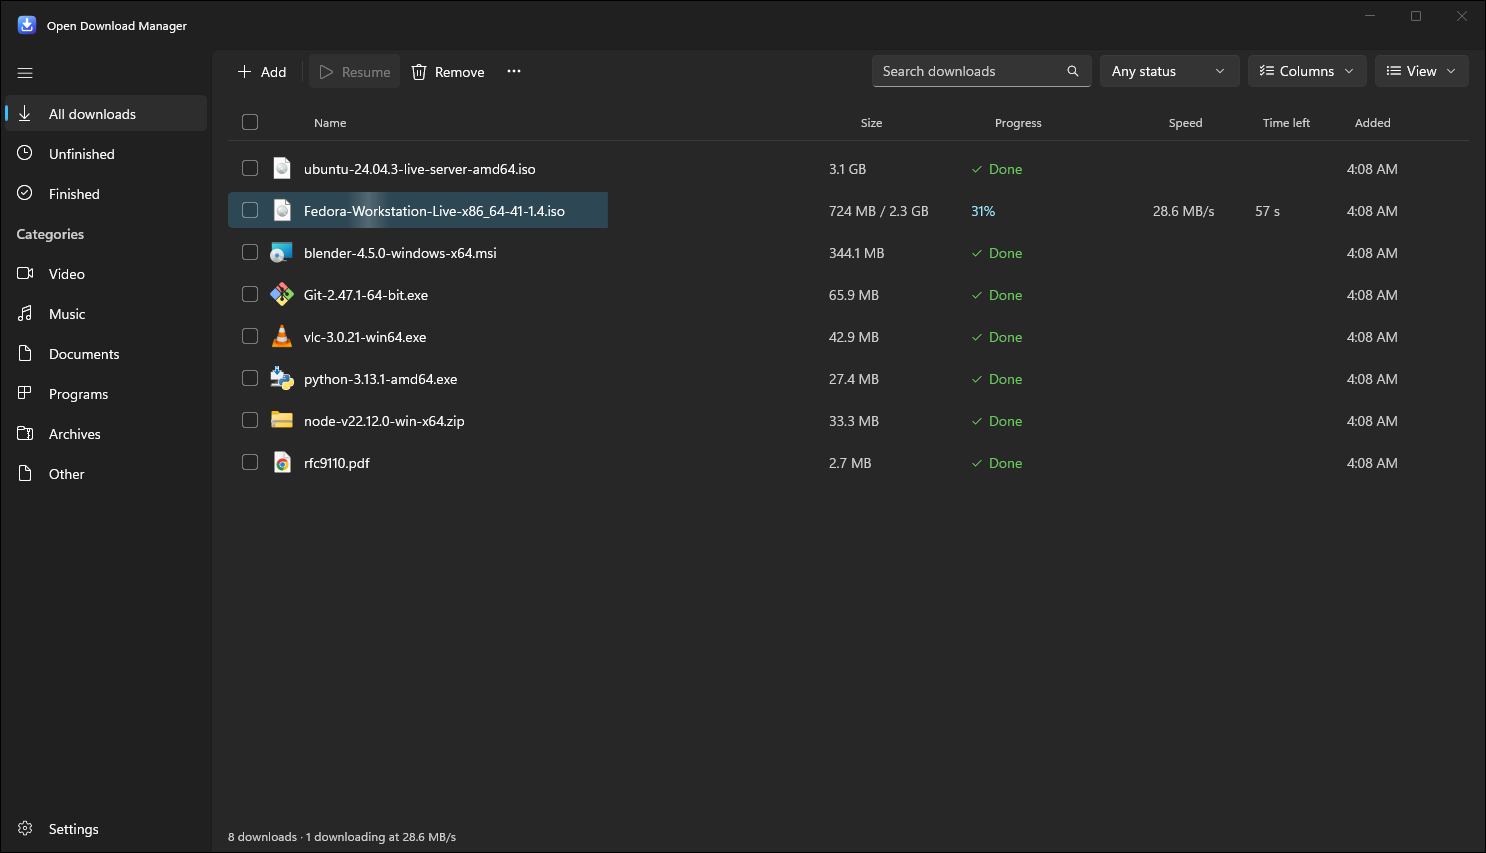 Open Download Manager
Add
Resume
Remove
Search downloads
Any status
Columns
View
All downloads
Unfinished
Finished
Categories
Video
Music
Documents
Programs
Archives
Other
Settings
Name Size Progress Speed Time left Added
ubuntu-24.04.3-live-server-amd64.iso 3.1 GB Done 4:08 AM
Fedora-Workstation-Live-x86_64-41-1.4.iso 724 MB / 2.3 GB 31% 28.6 MB/s 57 s 4:08 AM
blender-4.5.0-windows-x64.msi 344.1 MB Done 4:08 AM
Git-2.47.1-64-bit.exe 65.9 MB Done 4:08 AM
vlc-3.0.21-win64.exe 42.9 MB Done 4:08 AM
python-3.13.1-amd64.exe 27.4 MB Done 4:08 AM
node-v22.12.0-win-x64.zip 33.3 MB Done 4:08 AM
rfc9110.pdf 2.7 MB Done 4:08 AM
8 downloads · 1 downloading at 28.6 MB/s